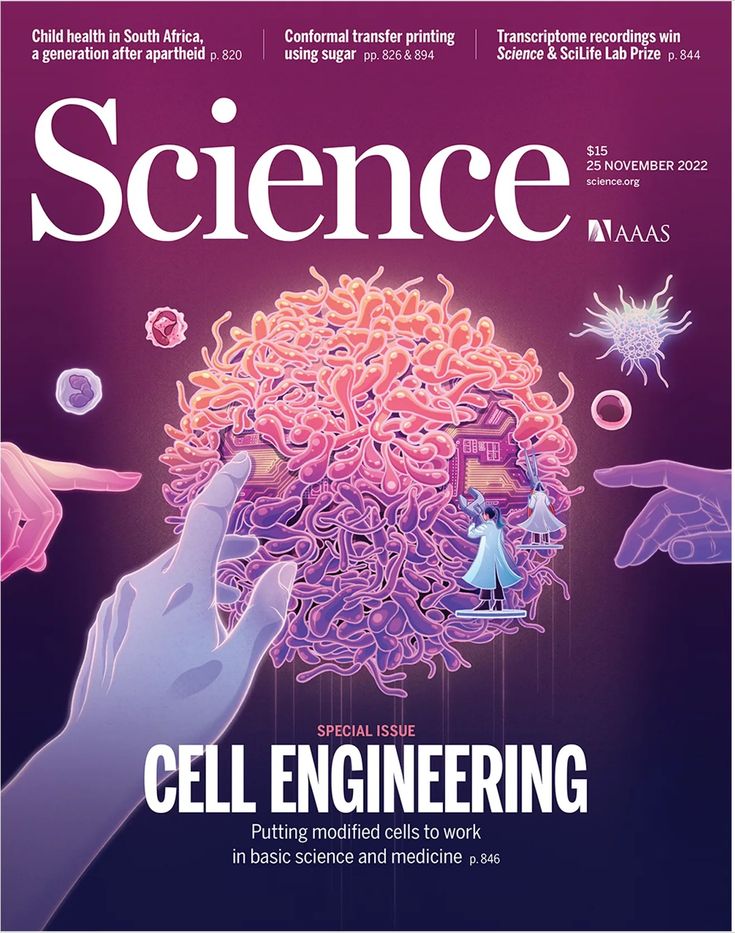 Child health in South Africa,
a generation after apartheid p. 820
Conformal transfer printing
using sugar pp. 826 & 894
Transcriptome recordings win
Science & SciLife Lab Prize p. 844
Science
$15
25 NOVEMBER 2022
science.org
AAAS
SPECIAL ISSUE
CELL ENGINEERING
Putting modified cells to work
in basic science and medicine p. 846